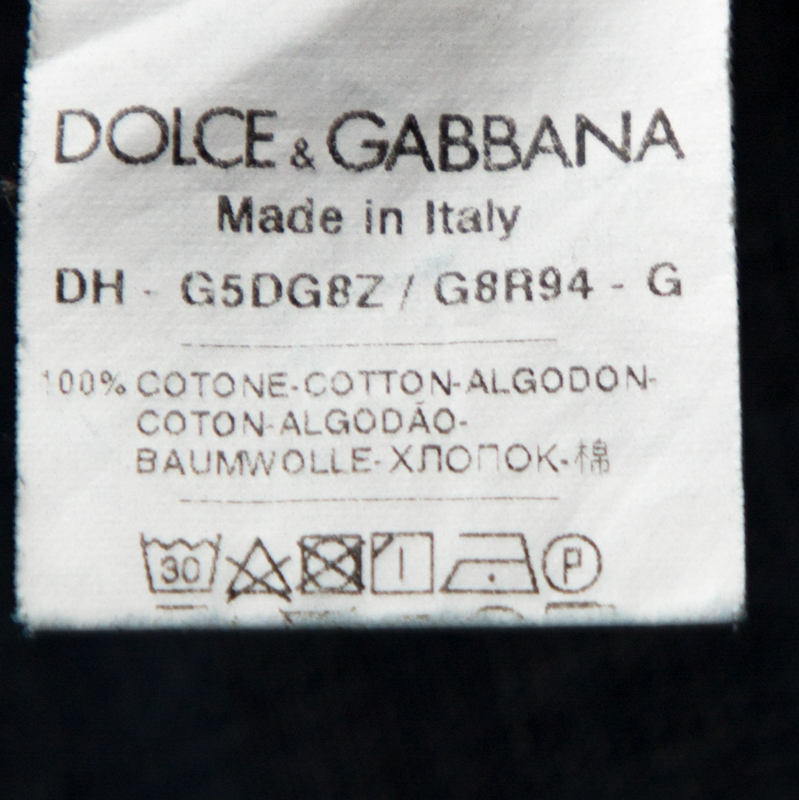 DOLCE & GABBANA
Made in Italy
DH - G5DG8Z / G8R94 - G
100% COTONE-COTTON-ALGODON-
COTON-ALGODÃO-
BAUMWOLLE-ХЛОПОК-棉
30 P